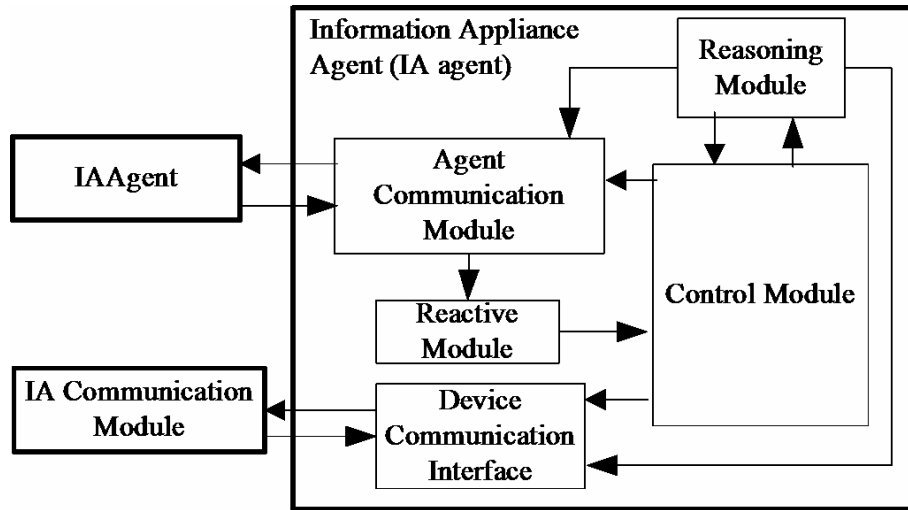 Information Appliance
Agent (IA agent)
Reasoning
Module
IAAgent
Agent
Communication
Module
Control Module
Reactive
Module
IA Communication
Module
Device
Communication
Interface